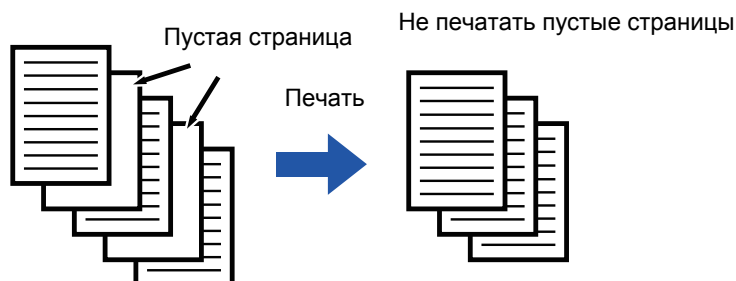 Пустая страница
Не печатать пустые страницы
Печать